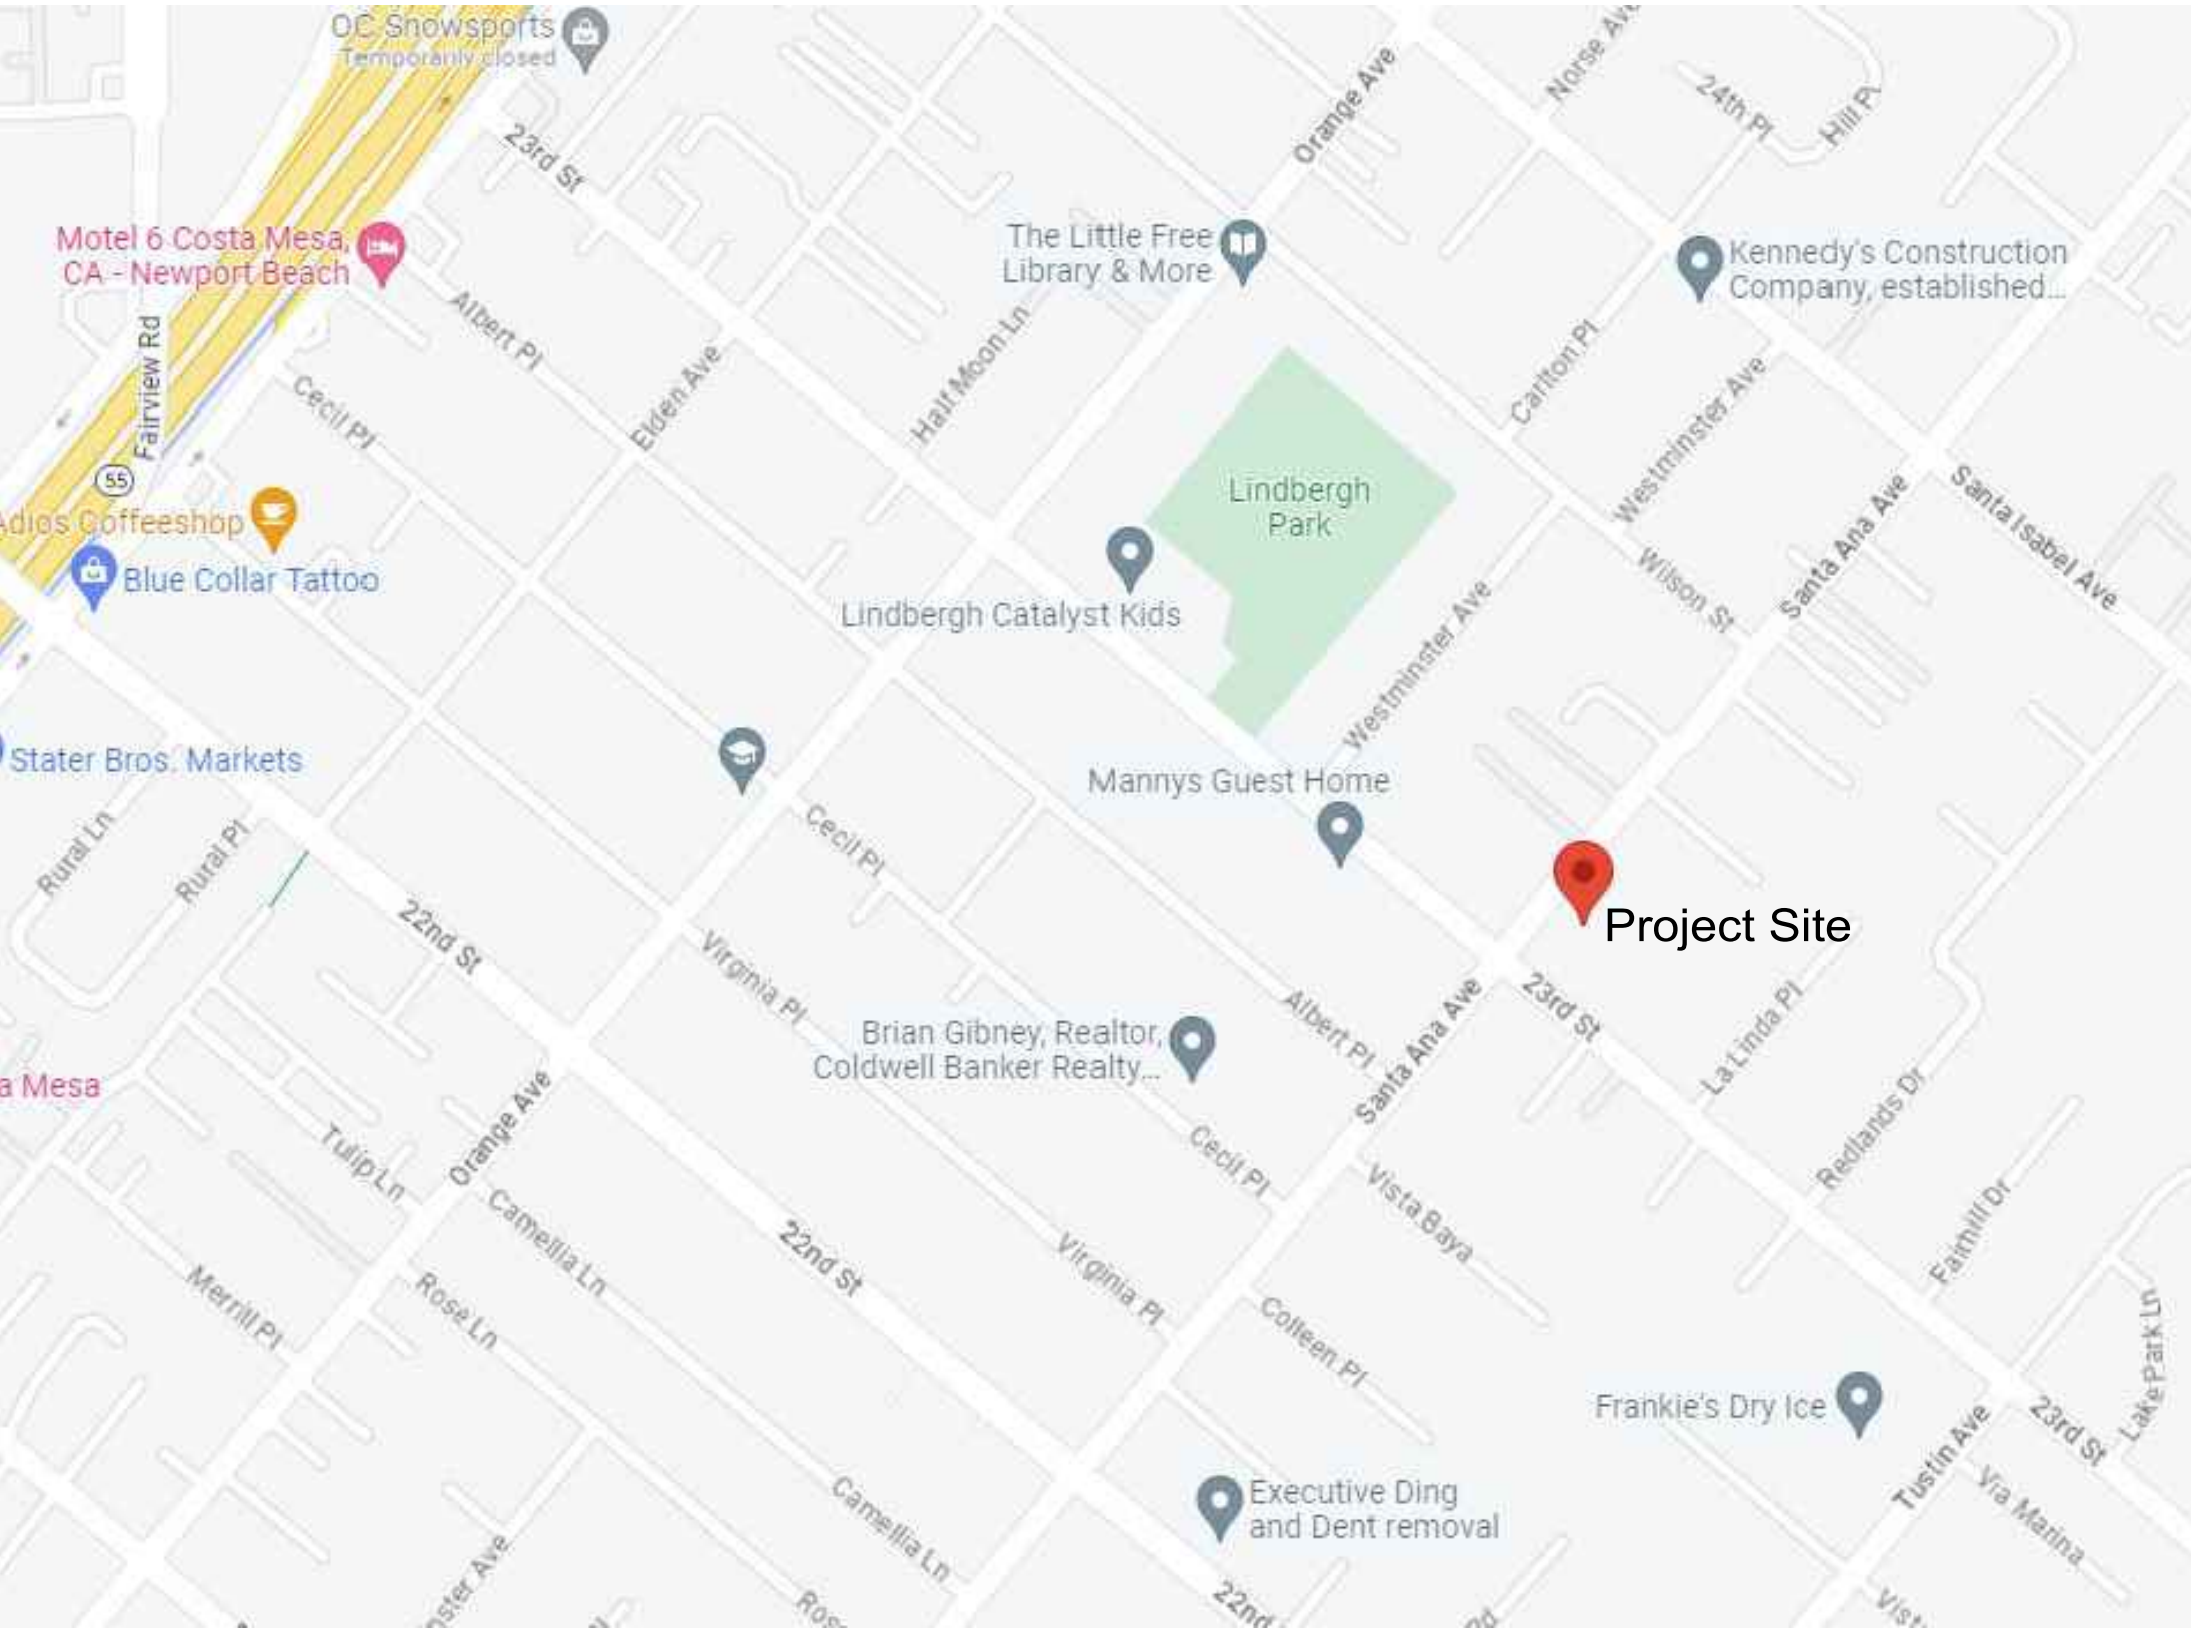 OC Snowsports
Temporarily closed
23rd St
Orange Ave
Norse Ave
24th Pl
Hill Pl
Motel 6 Costa Mesa,
CA - Newport Beach
The Little Free
Library & More
Kennedy's Construction
Company, established...
Fairview Rd
Albert Pl
Half Moon Ln
Elden Ave
Carlton Pl
Westminster Ave
Cecil Pl
55
Lindbergh
Park
Santa Ana Ave
Santa Isabel Ave
Adios Coffeeshop
Blue Collar Tattoo
Lindbergh Catalyst Kids
Wilson St
Westminster Ave
Stater Bros. Markets
Mannys Guest Home
Rural Ln
Rural Pl
Cecil Pl
Project Site
22nd St
Virginia Pl
Albert Pl
Santa Ana Ave
23rd St
La Linda Pl
Brian Gibney, Realtor,
Coldwell Banker Realty...
a Mesa
Orange Ave
Tulip Ln
Cecil Pl
Vista Baya
Redlands Dr
Fairhill Dr
Camellia Ln
22nd St
Virginia Pl
Merrill Pl
Rose Ln
Colleen Pl
Lake Park Ln
Frankie's Dry Ice
Tustin Ave
23rd St
Via Marina
Camellia Ln
Executive Ding
and Dent removal
22nd